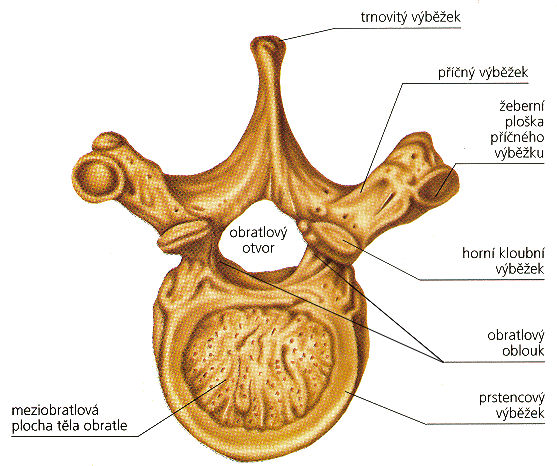 trnovitý výběžek
příčný výběžek
žeberní
ploška
příčného
výběžku
obratlový
otvor
horní kloubní
výběžek
obratlový
oblouk
prstencový
výběžek
meziobratlová
plocha těla obratle